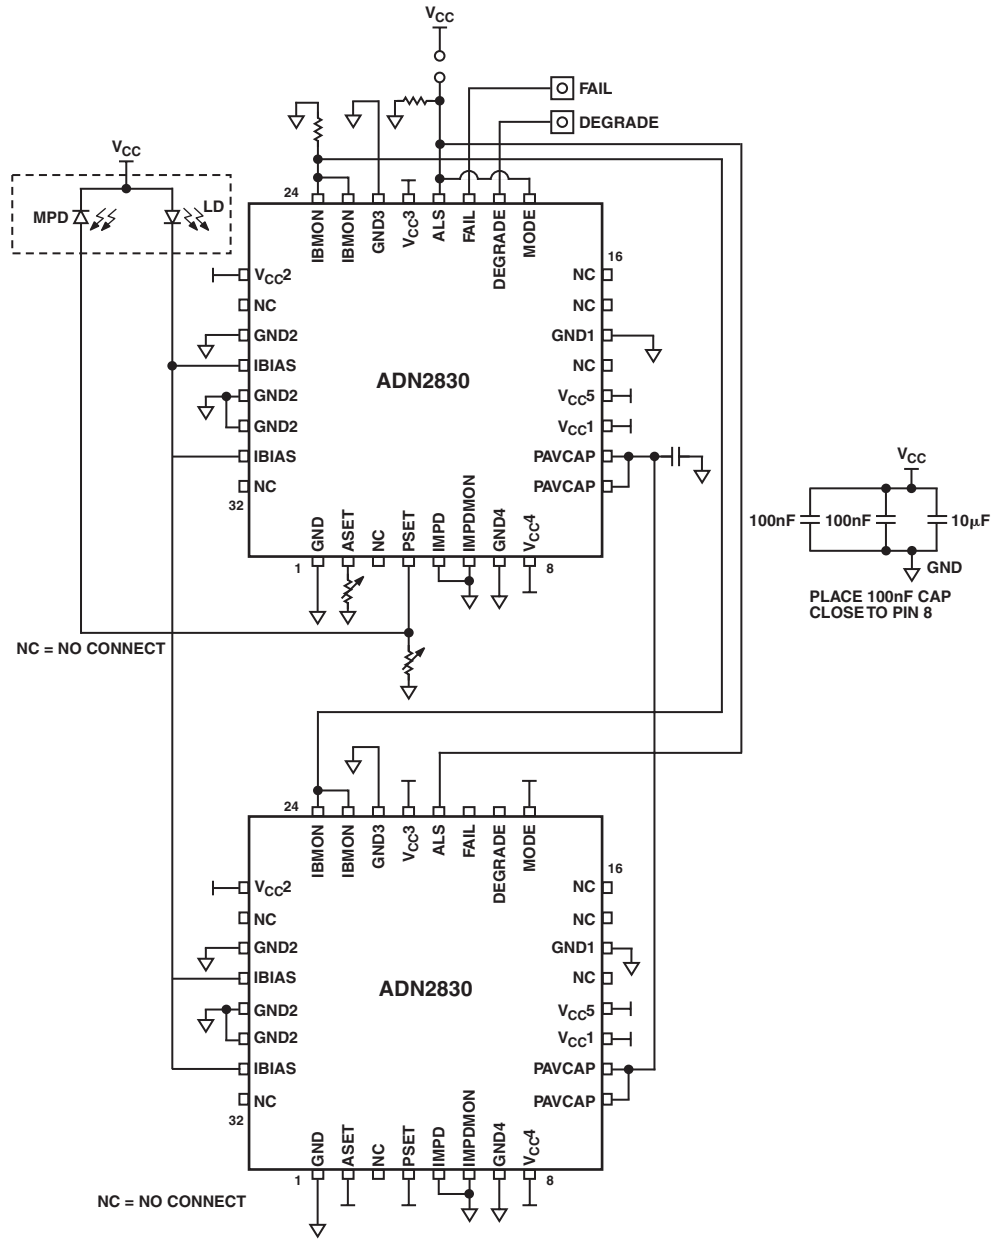 VCC
FAIL
DEGRADE
VCC
MPD
LD
24
IBMON
IBMON
GND3
VCC3
ALS
FAIL
DEGRADE
MODE
16
VCC2
NC
GND2
IBIAS
GND2
GND2
IBIAS
NC
32
ADN2830
NC
NC
GND1
NC
VCC5
VCC1
PAVCAP
PAVCAP
1
GND
ASET
NC
PSET
IMPD
IMPDMON
GND4
VCC4
8
VCC
100nF
100nF
10μF
GND
PLACE 100nF CAP
CLOSE TO PIN 8
NC = NO CONNECT
24
IBMON
IBMON
GND3
VCC3
ALS
FAIL
DEGRADE
MODE
16
VCC2
NC
GND2
IBIAS
GND2
GND2
IBIAS
NC
32
ADN2830
NC
NC
GND1
NC
VCC5
VCC1
PAVCAP
PAVCAP
1
GND
ASET
NC
PSET
IMPD
IMPDMON
GND4
VCC4
8
NC = NO CONNECT